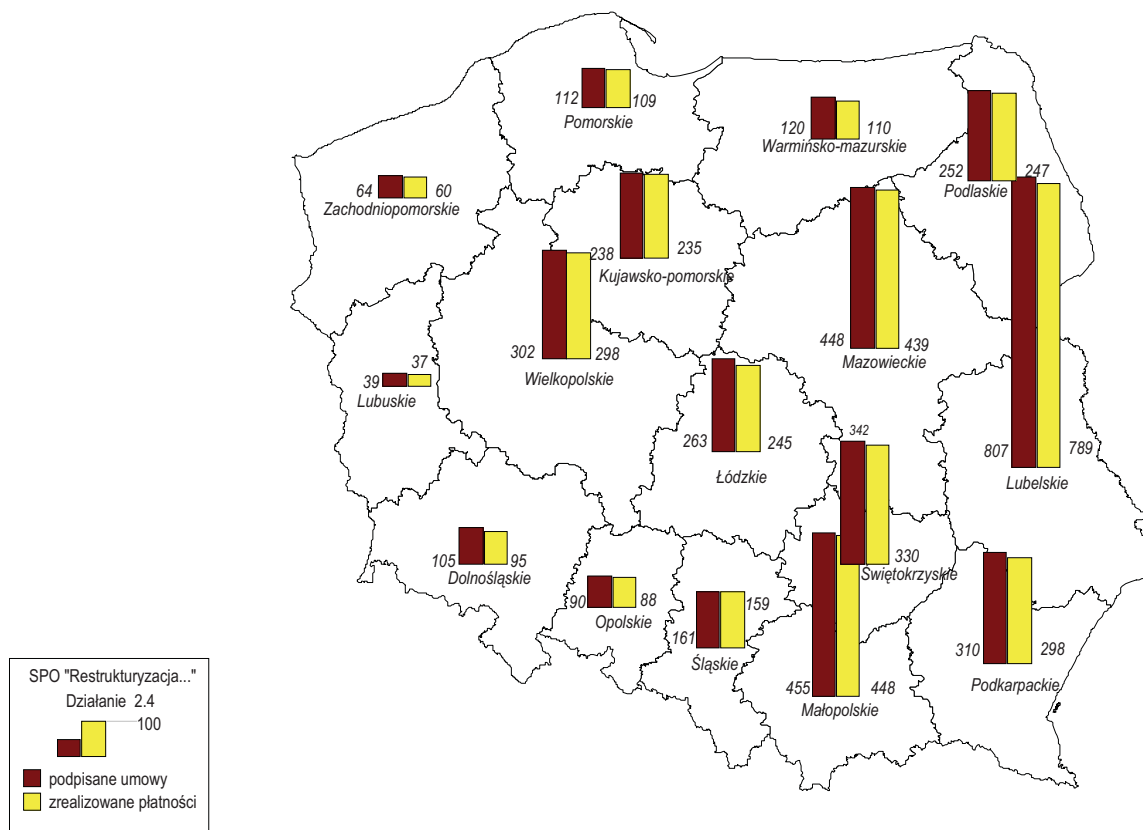 112 109
Pomorskie
120 110
Warmińsko-mazurskie
252 247
Podlaskie
64 60
Zachodniopomorskie
238 235
Kujawsko-pomorskie
448 439
Mazowieckie
302 298
Wielkopolskie
39 37
Lubuskie
263 245
Łódzkie
342
330
Świętokrzyskie
807 789
Lubelskie
105 95
Dolnośląskie
90 88
Opolskie
161 159
Śląskie
455 448
Małopolskie
310 298
Podkarpackie
SPO "Restrukturyzacja..."
Działanie 2.4
100
podpisane umowy
zrealizowane płatności